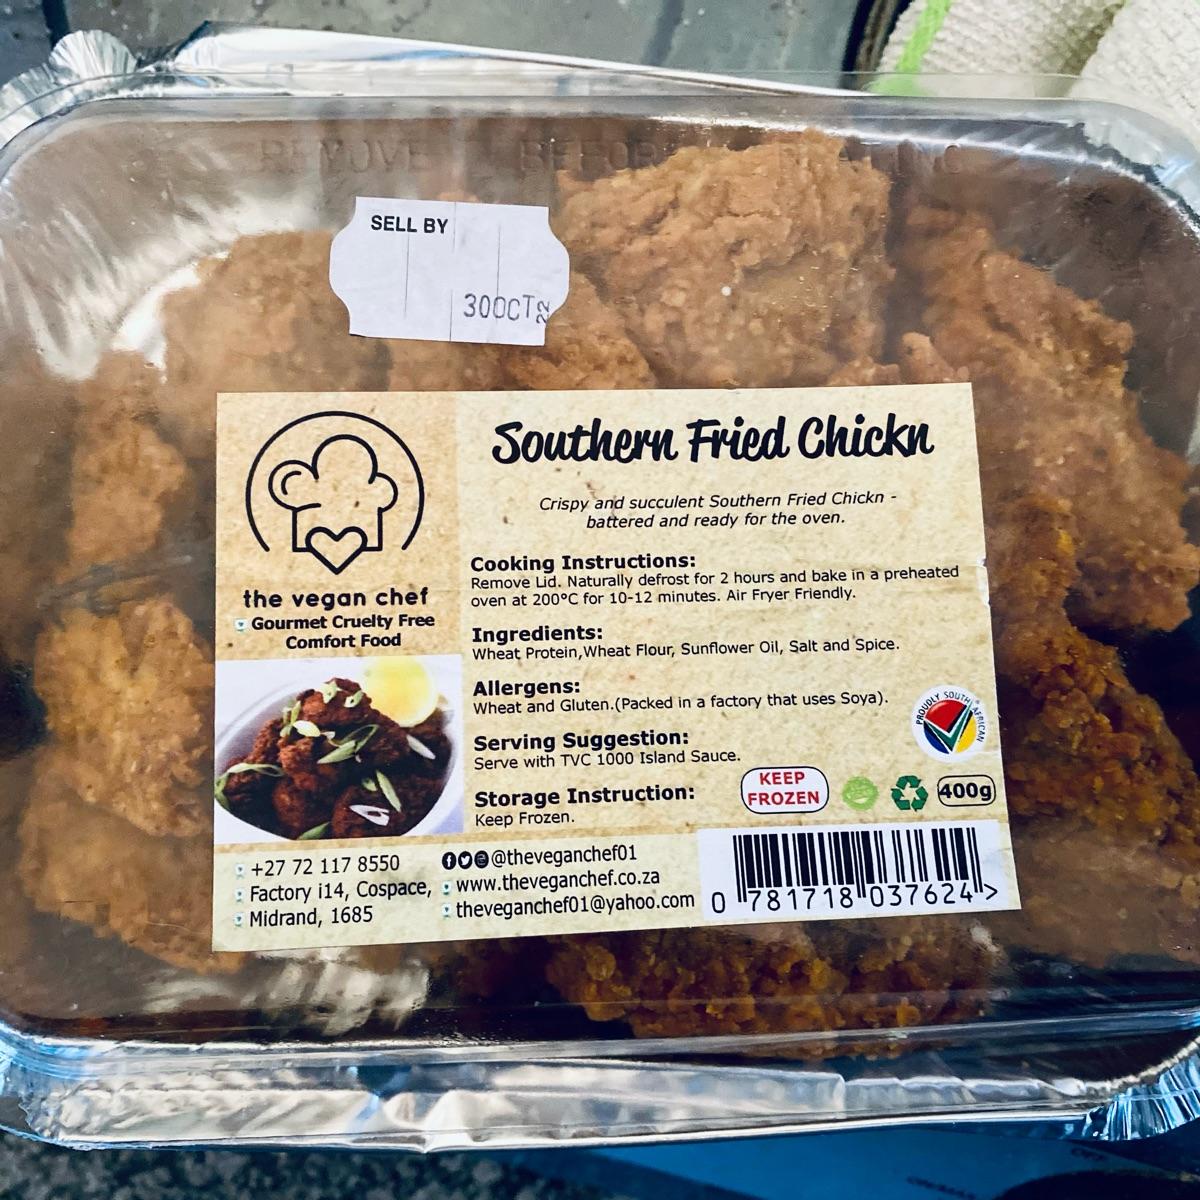 REMOVE BEFORE
SELL BY
30OCT22
Southern Fried Chickn
Crispy and succulent Southern Fried Chickn -
battered and ready for the oven.
the vegan chef
Gourmet Cruelty Free
Comfort Food
Cooking Instructions:
Remove Lid. Naturally defrost for 2 hours and bake in a preheated
oven at 200°C for 10-12 minutes. Air Fryer Friendly.
Ingredients:
Wheat Protein,Wheat Flour, Sunflower Oil, Salt and Spice.
Allergens:
Wheat and Gluten.(Packed in a factory that uses Soya).
PROUDLY SOUTH AFRICAN
Serving Suggestion:
Serve with TVC 1000 Island Sauce.
Storage Instruction:
Keep Frozen.
KEEP
FROZEN
400g
+27 72 117 8550
Factory i14, Cospace,
Midrand, 1685
@theveganchef01
www.theveganchef.co.za
theveganchef01@yahoo.com
0 781718 037624 >